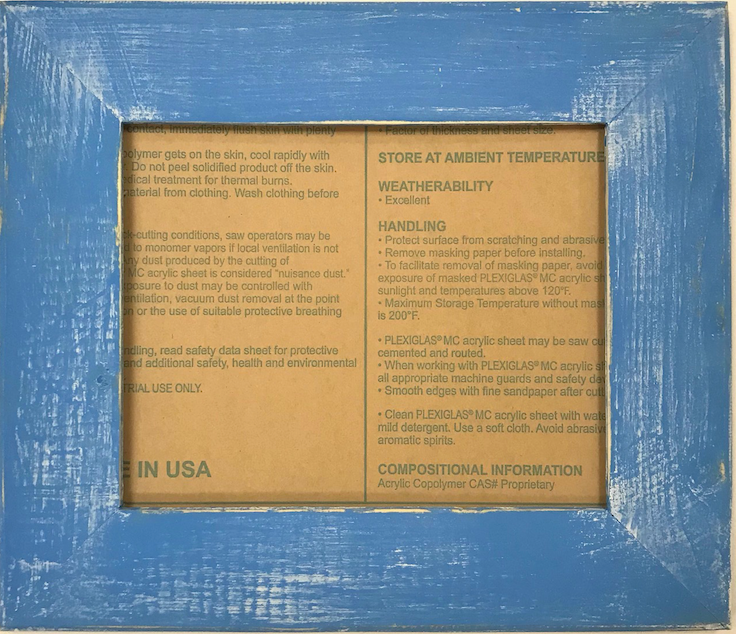 contact, immediately flush skin with plenty
polymer gets on the skin, cool rapidly with
Do not peel solidified product off the skin.
medical treatment for thermal burns.
material from clothing. Wash clothing before
-cutting conditions, saw operators may be
to monomer vapors if local ventilation is not
any dust produced by the cutting of
MC acrylic sheet is considered "nuisance dust."
posure to dust may be controlled with
ventilation, vacuum dust removal at the point
or the use of suitable protective breathing
ndling, read safety data sheet for protective
and additional safety, health and environmental
TRIAL USE ONLY.
E IN USA
• Factor of thickness and sheet size.
STORE AT AMBIENT TEMPERATURE
WEATHERABILITY
• Excellent
HANDLING
• Protect surface from scratching and abrasive
• Remove masking paper before installing.
• To facilitate removal of masking paper, avoid
exposure of masked PLEXIGLAS® MC acrylic sh
sunlight and temperatures above 120°F.
• Maximum Storage Temperature without mas
is 200°F.
• PLEXIGLAS® MC acrylic sheet may be saw cu
cemented and routed.
• When working with PLEXIGLAS® MC acrylic sh
all appropriate machine guards and safety de
• Smooth edges with fine sandpaper after cutt
• Clean PLEXIGLAS® MC acrylic sheet with wate
mild detergent. Use a soft cloth. Avoid abrasiv
aromatic spirits.
COMPOSITIONAL INFORMATION
Acrylic Copolymer CAS# Proprietary